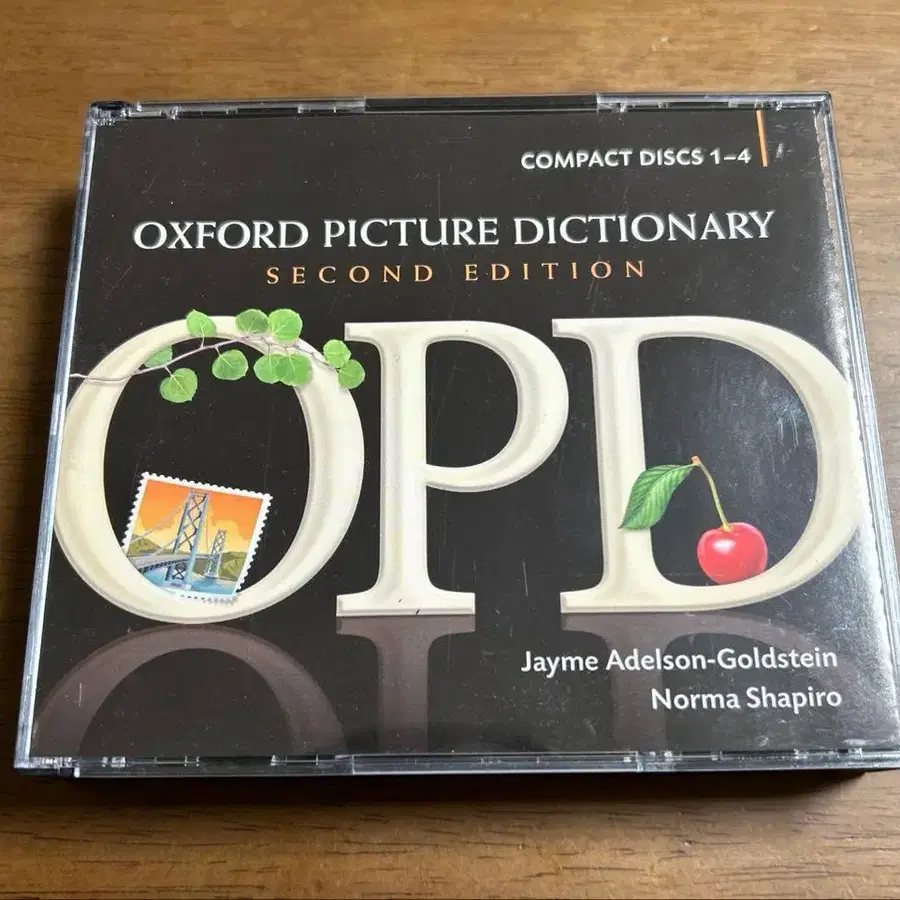 COMPACT DISCS 1–4
OXFORD PICTURE DICTIONARY
SECOND EDITION
OPD
Jayme Adelson-Goldstein
Norma Shapiro